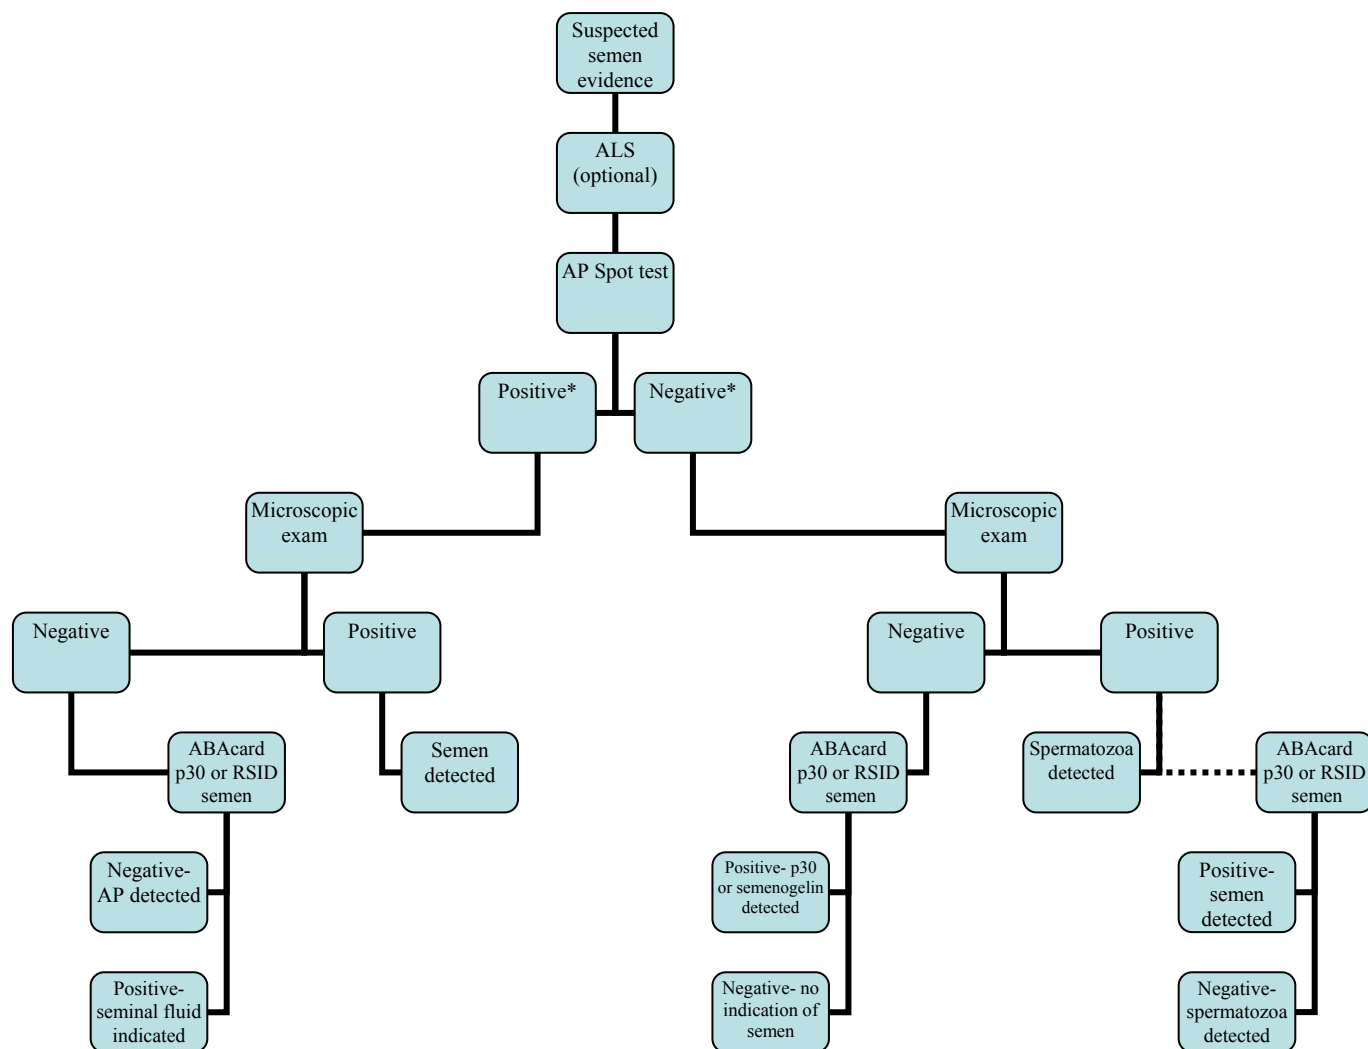 Suspected
semen
evidence
ALS
(optional)
AP Spot test
Positive*
Negative*
Microscopic
exam
Microscopic
exam
Negative
Positive
Negative
Positive
ABAcard
p30 or RSID
semen
Semen
detected
ABAcard
p30 or RSID
semen
Spermatozoa
detected
ABAcard
p30 or RSID
semen
Negative-
AP detected
Positive- p30
or semenogelin
detected
Positive-
semen
detected
Positive-
seminal fluid
indicated
Negative- no
indication of
semen
Negative-
spermatozoa
detected